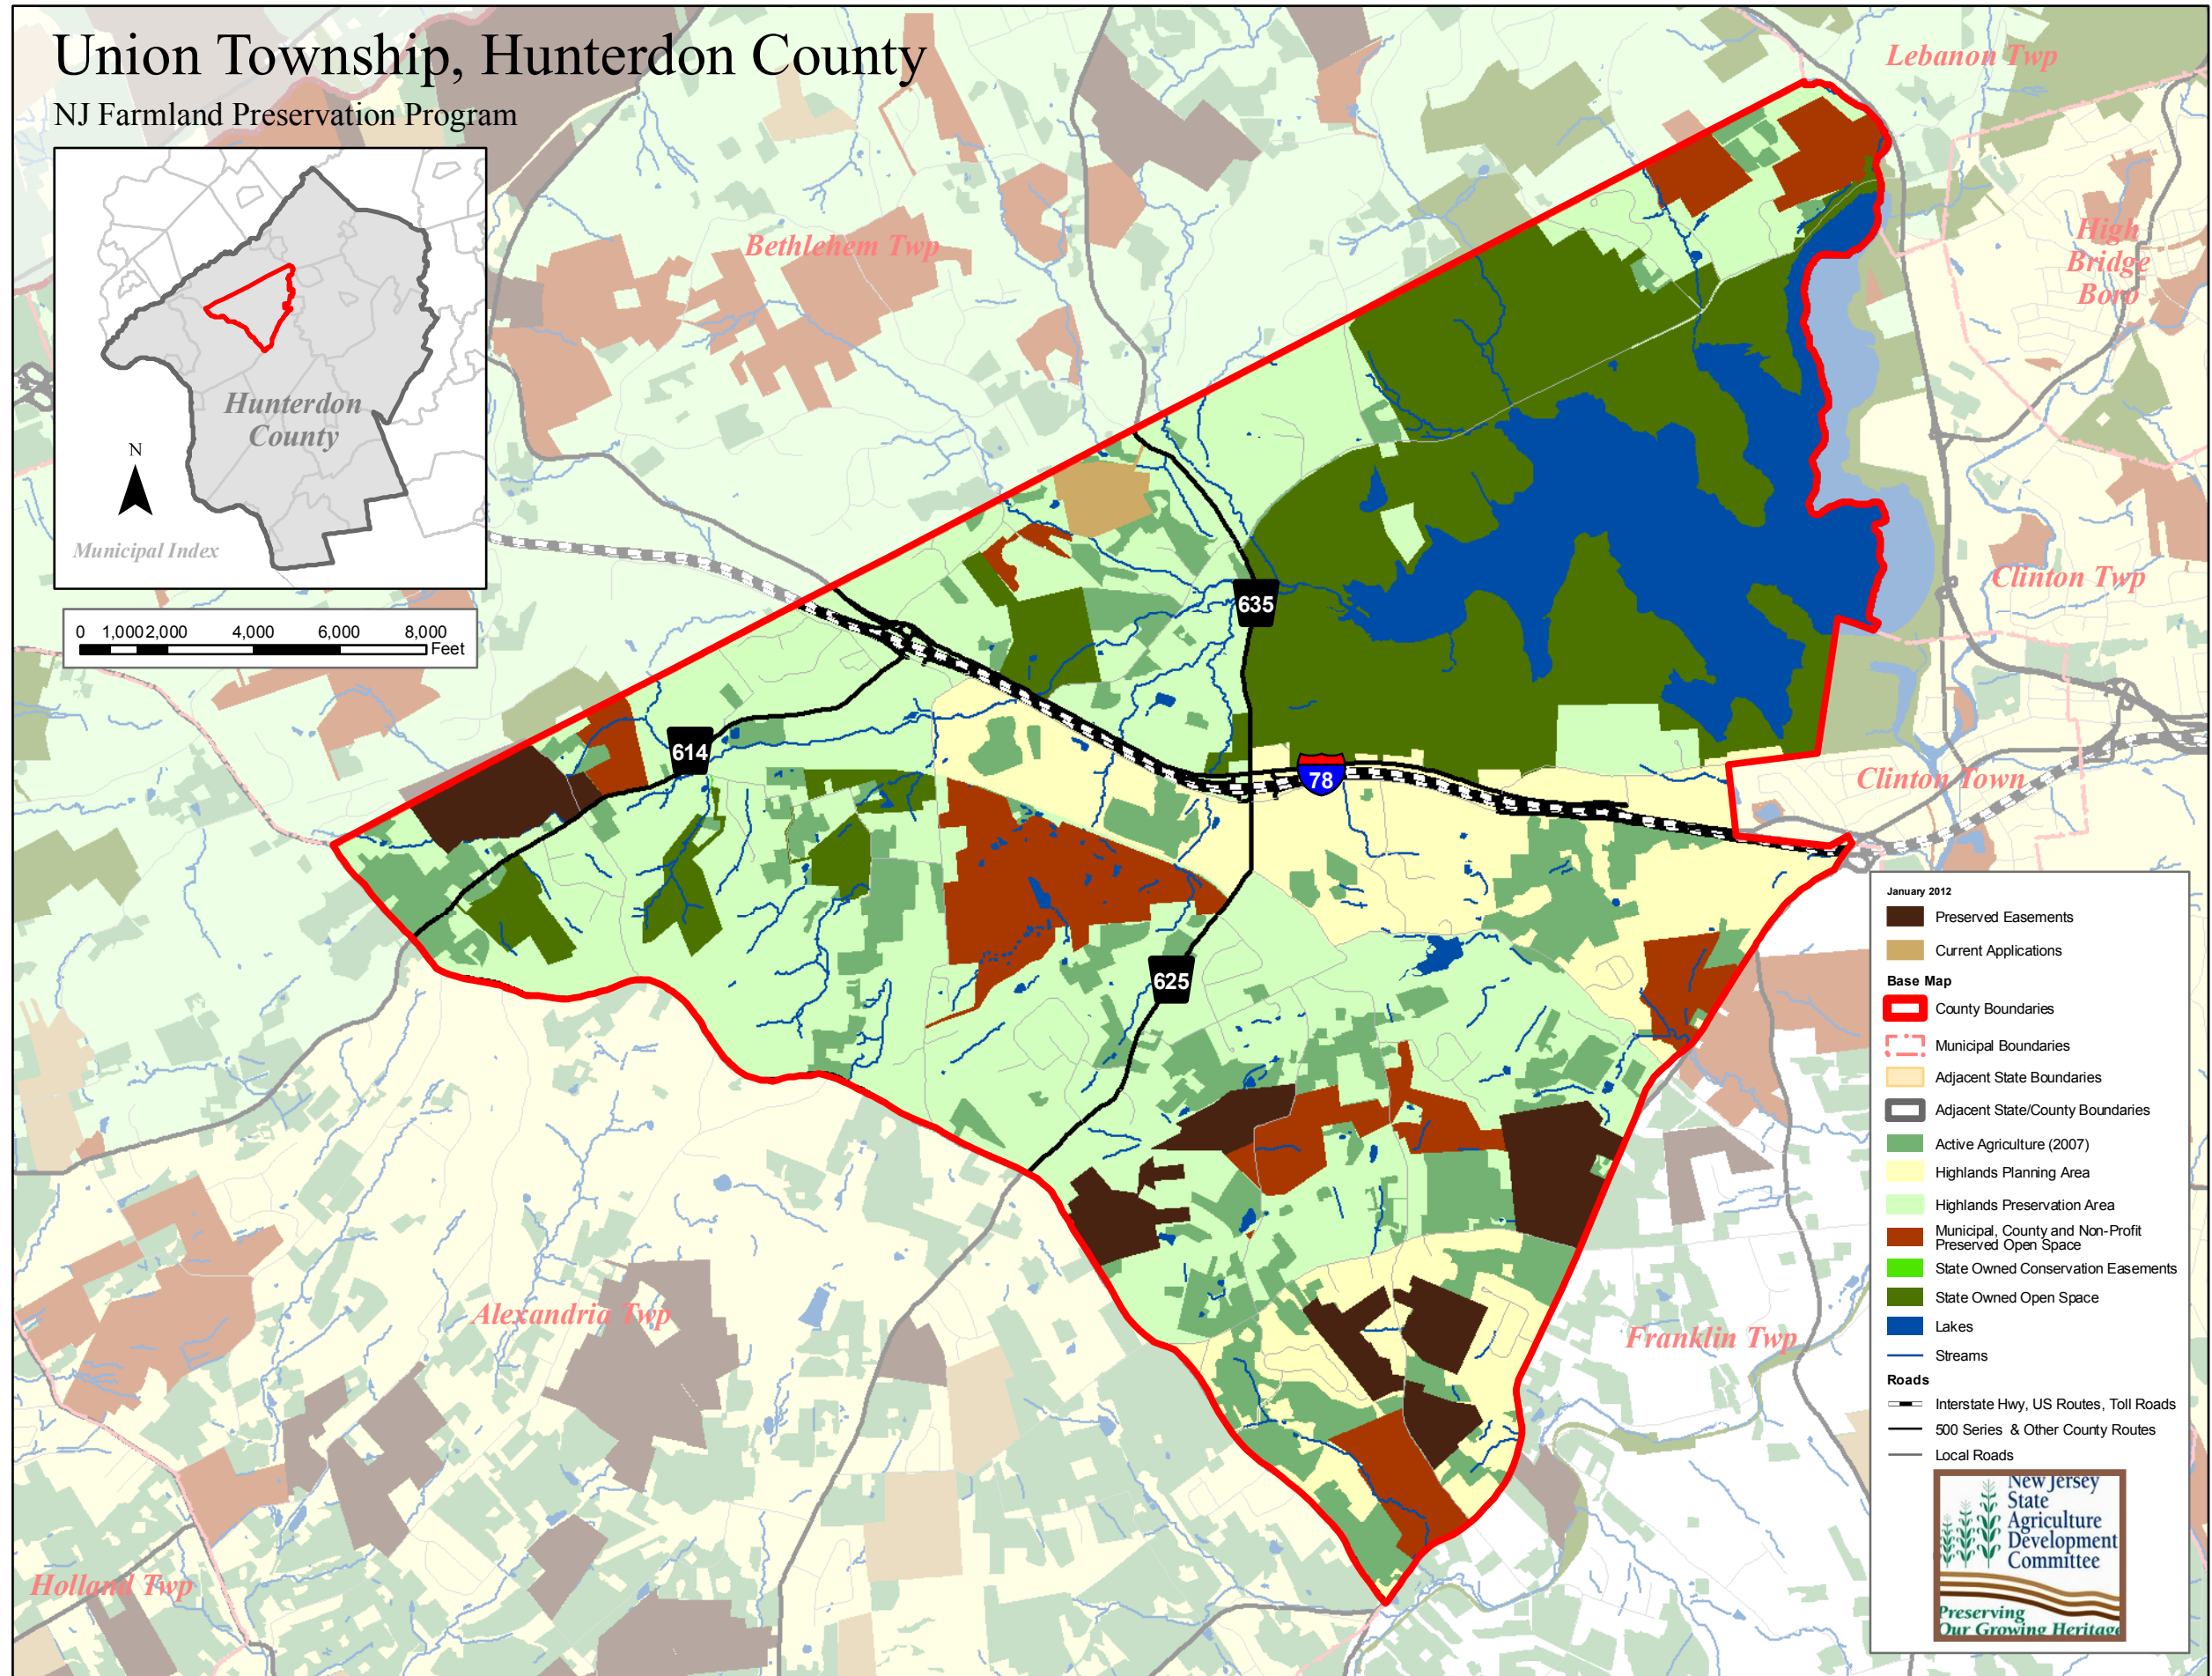 Union Township, Hunterdon County
NJ Farmland Preservation Program
Hunterdon
County
N
Municipal Index
0 1,000 2,000 4,000 6,000 8,000
Feet
Lebanon Twp
Bethlehem Twp
High
Bridge
Boro
Clinton Twp
Clinton Town
635
614
78
625
Alexandria Twp
Franklin Twp
Holland Twp
January 2012
Preserved Easements
Current Applications
Base Map
County Boundaries
Municipal Boundaries
Adjacent State Boundaries
Adjacent State/County Boundaries
Active Agriculture (2007)
Highlands Planning Area
Highlands Preservation Area
Municipal, County and Non-Profit
Preserved Open Space
State Owned Conservation Easements
State Owned Open Space
Lakes
Streams
Roads
Interstate Hwy, US Routes, Toll Roads
500 Series & Other County Routes
Local Roads
New Jersey
State
Agriculture
Development
Committee
Preserving
Our Growing Heritage